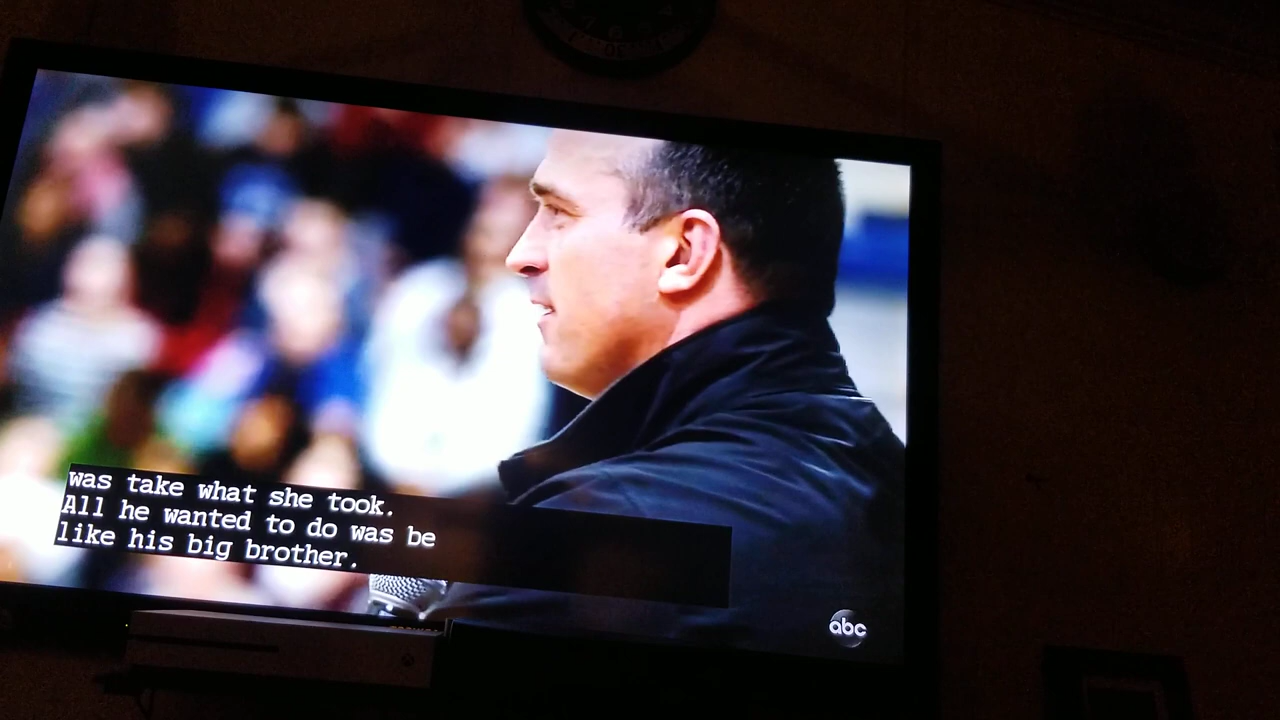 was take what she took.
All he wanted to do was be
like his big brother.
abc